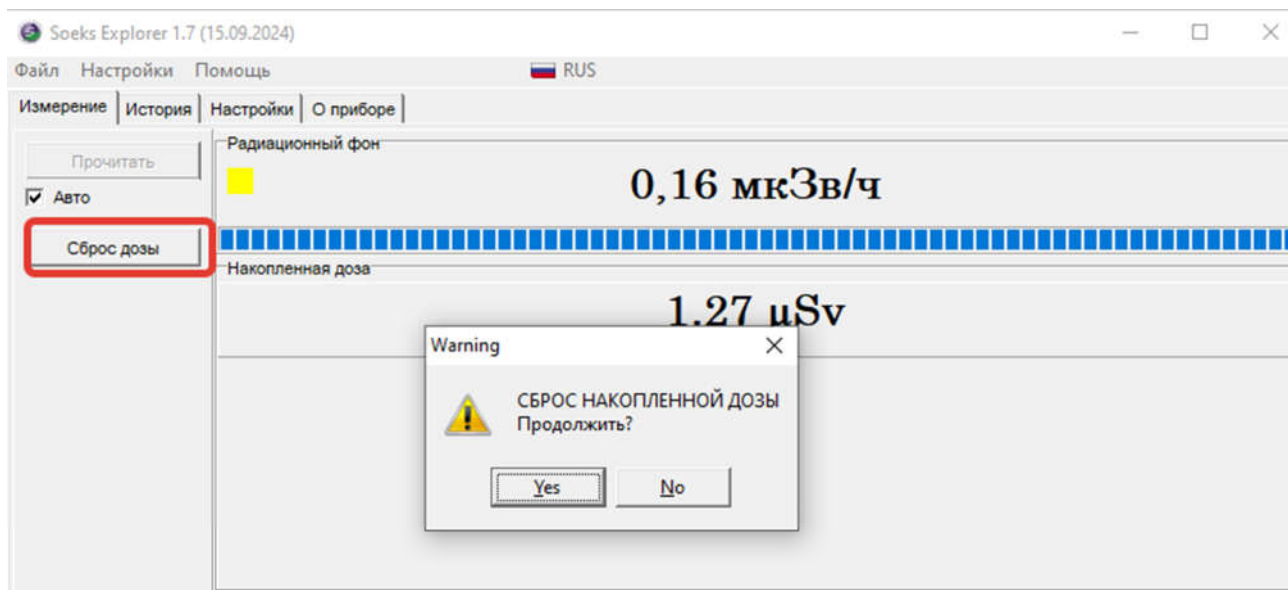 Soeks Explorer 1.7 (15.09.2024)
Файл Настройки Помощь RUS
Измерение История Настройки О приборе
Прочитать
Авто
Сброс дозы
Радиационный фон
0,16 мкЗв/ч
Накопленная доза
1.27 µSv
Warning
СБРОС НАКОПЛЕННОЙ ДОЗЫ
Продолжить?
Yes No